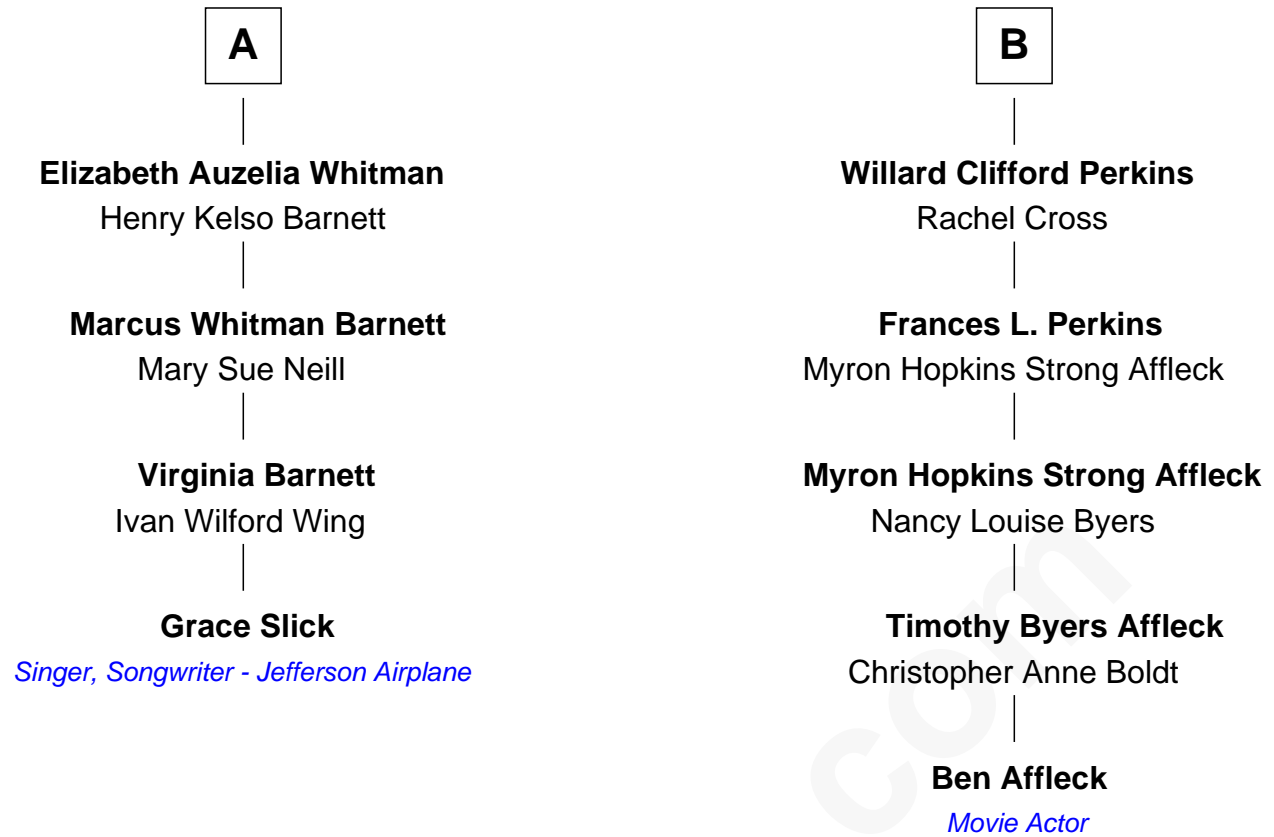 A
Elizabeth Auzelia Whitman
Henry Kelso Barnett
Marcus Whitman Barnett
Mary Sue Neill
Virginia Barnett
Ivan Wilford Wing
Grace Slick
Singer, Songwriter - Jefferson Airplane
B
Willard Clifford Perkins
Rachel Cross
Frances L. Perkins
Myron Hopkins Strong Affleck
Myron Hopkins Strong Affleck
Nancy Louise Byers
Timothy Byers Affleck
Christopher Anne Boldt
Ben Affleck
Movie Actor
com